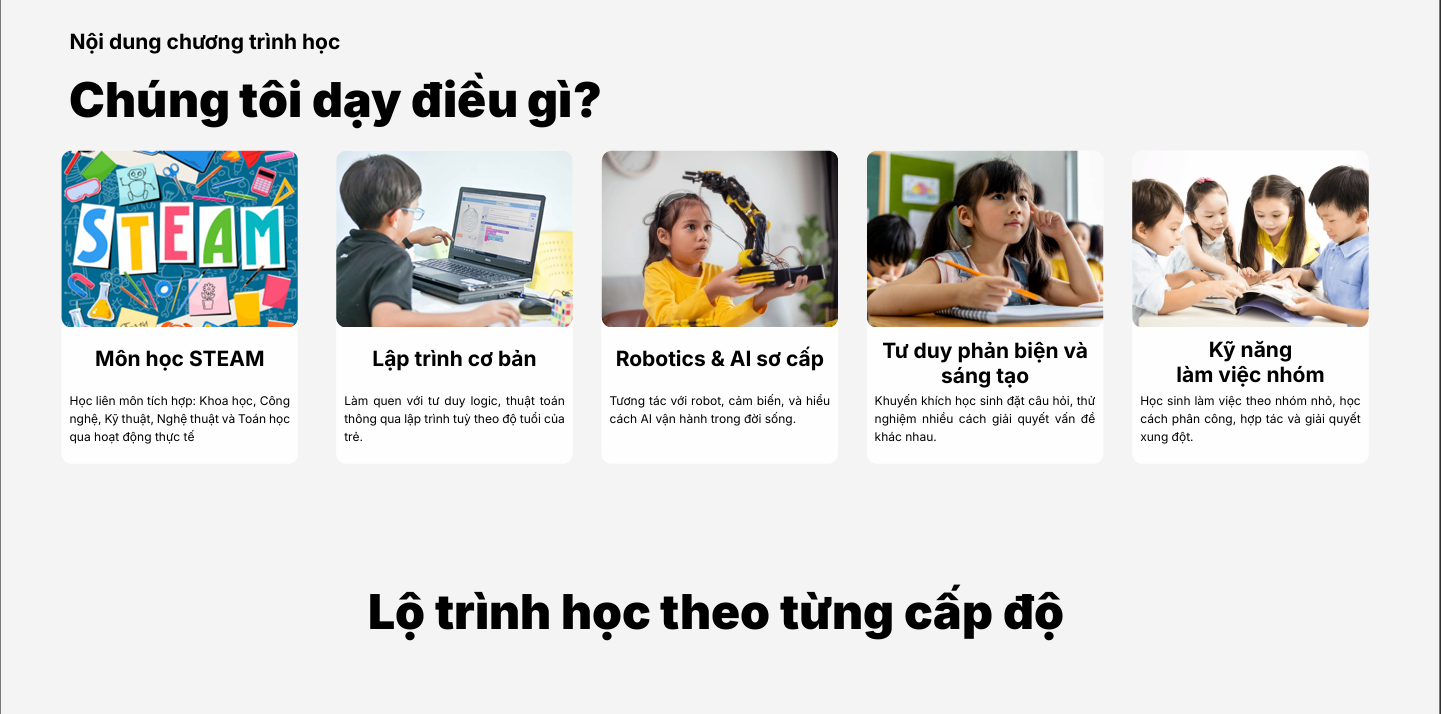 Nội dung chương trình học
Chúng tôi dạy điều gì?
STEAM
Môn học STEAM
Học liên môn tích hợp: Khoa học, Công
nghệ, Kỹ thuật, Nghệ thuật và Toán học
qua hoạt động thực tế
Lập trình cơ bản
Làm quen với tư duy logic, thuật toán
thông qua lập trình tuỳ theo độ tuổi của
trẻ.
Robotics & AI sơ cấp
Tương tác với robot, cảm biến, và hiểu
cách AI vận hành trong đời sống.
Tư duy phản biện và
sáng tạo
Khuyến khích học sinh đặt câu hỏi, thử
nghiệm nhiều cách giải quyết vấn đề
khác nhau.
Kỹ năng
làm việc nhóm
Học sinh làm việc theo nhóm nhỏ, học
cách phân công, hợp tác và giải quyết
xung đột.
Lộ trình học theo từng cấp độ